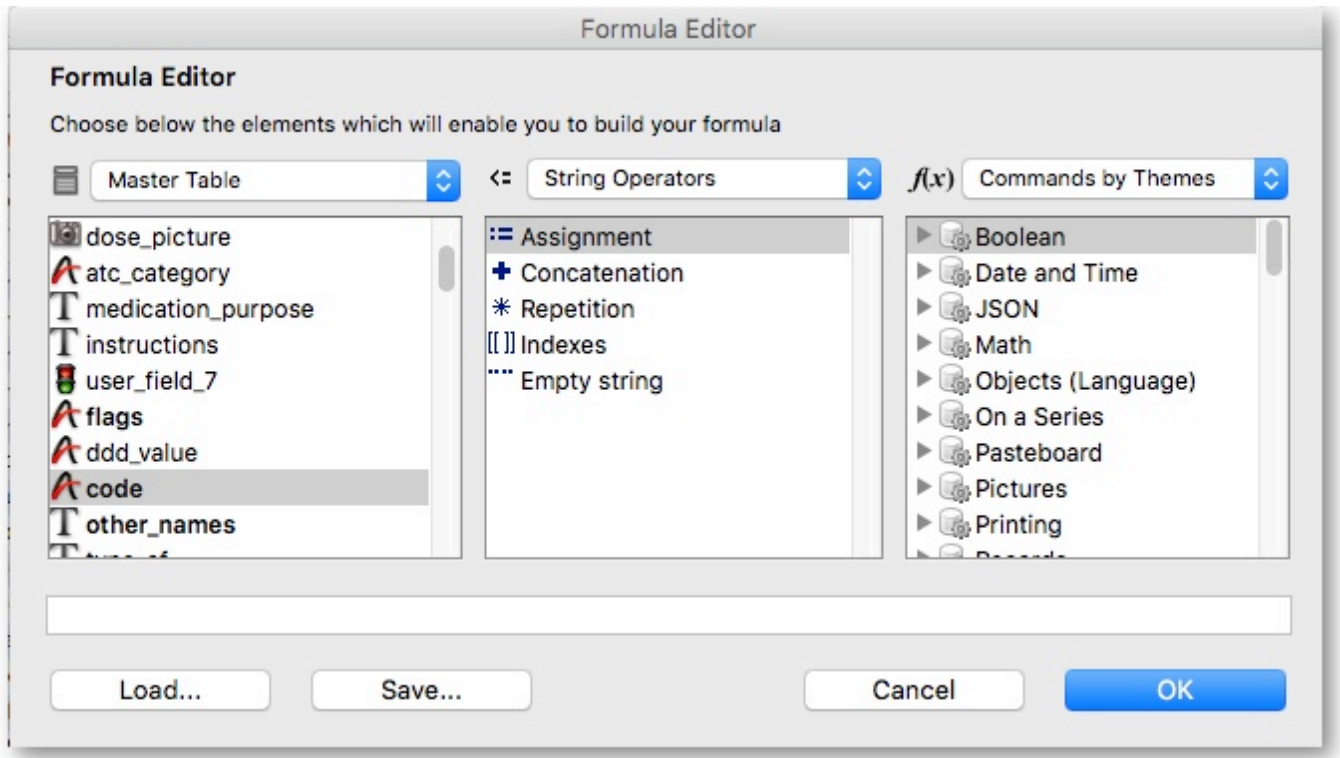 Formula Editor
Formula Editor
Choose below the elements which will enable you to build your formula
Master Table
dose_picture
atc_category
medication_purpose
instructions
user_field_7
flags
ddd_value
code
other_names
<= String Operators
:= Assignment
+ Concatenation
* Repetition
[[ ]] Indexes
"" Empty string
f(x) Commands by Themes
Boolean
Date and Time
JSON
Math
Objects (Language)
On a Series
Pasteboard
Pictures
Printing
Records
Load...
Save...
Cancel
OK